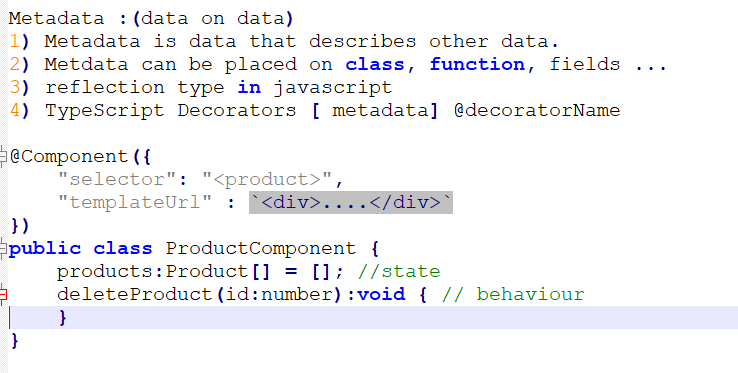 Metadata :(data on data)
1) Metadata is data that describes other data.
2) Metdata can be placed on class, function, fields ...
3) reflection type in javascript
4) TypeScript Decorators [ metadata] @decoratorName
@Component({
"selector": "<product>",
"templateUrl" : `<div>....</div>`
})
public class ProductComponent {
products:Product[] = []; //state
deleteProduct(id:number):void { // behaviour
}
}